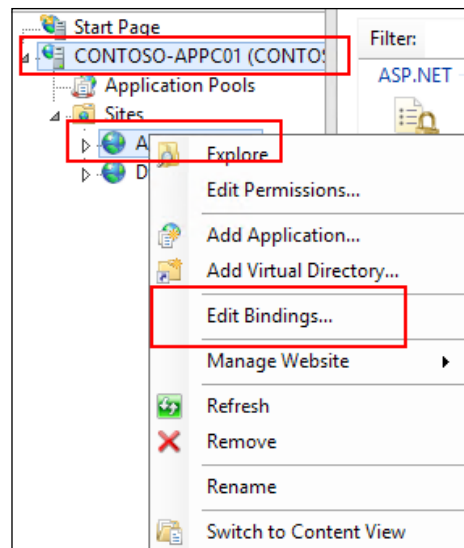 Start Page
Filter:
CONTOSO-APPC01 (CONTO
ASP.NET
Application Pools
Sites
A
Explore
D
Edit Permissions...
Add Application...
Add Virtual Directory...
Edit Bindings...
Manage Website
Refresh
Remove
Rename
Switch to Content View